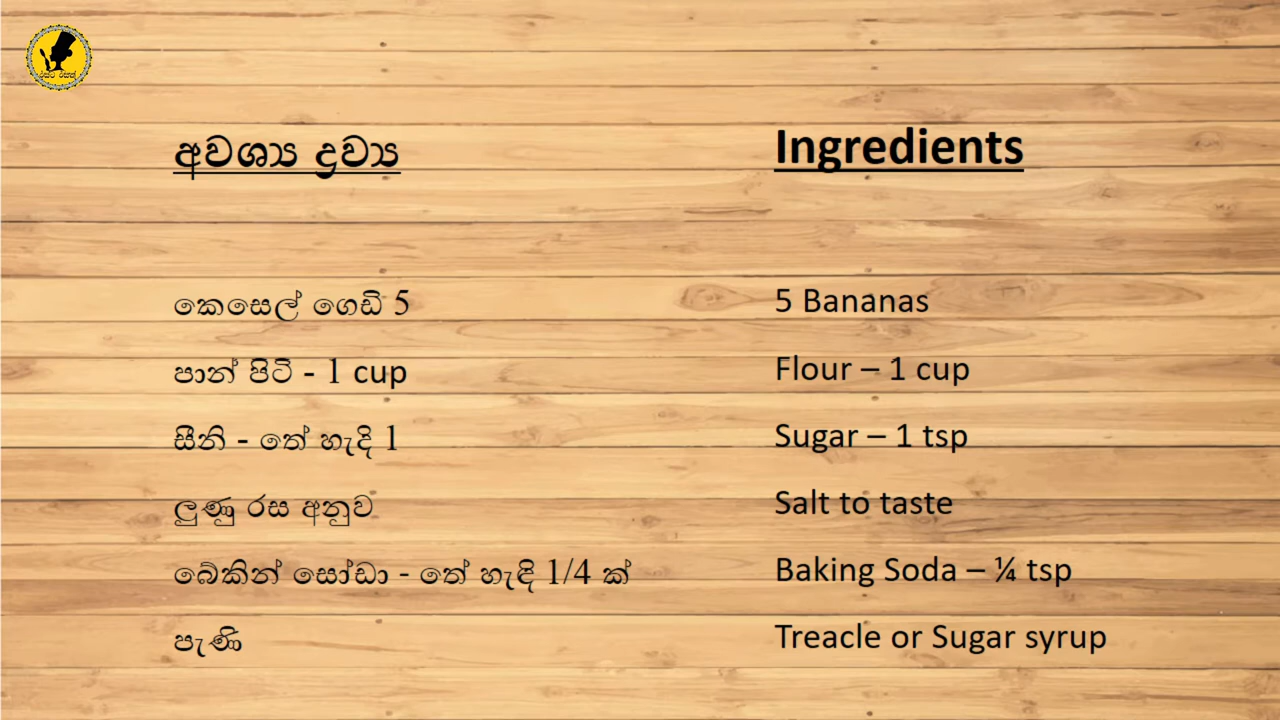 අවශ්‍ය ද්‍රව්‍ය
කෙසෙල් ගෙඩි 5
පාන් පිටි - 1 cup
සීනි - තේ හැදි 1
ලුණු රස අනුව
බේකින් සෝඩා - තේ හැඳි 1/4 ක්
පැණි
Ingredients
5 Bananas
Flour – 1 cup
Sugar – 1 tsp
Salt to taste
Baking Soda – ¼ tsp
Treacle or Sugar syrup